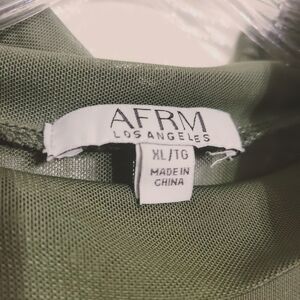 AFRM
LOS ANGELES
XL/TG
MADE IN
CHINA